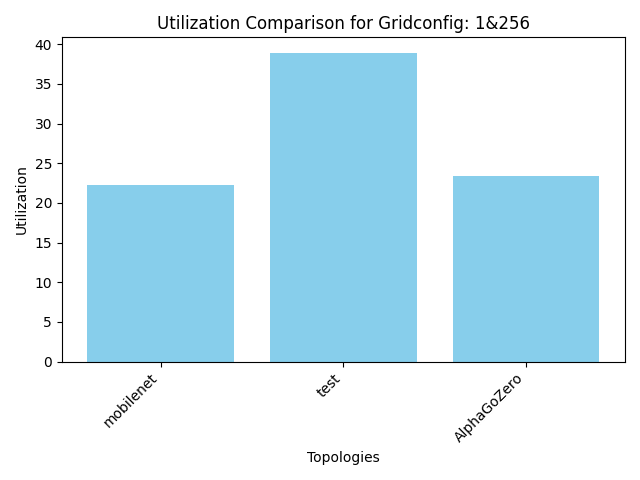 Utilization Comparison for Gridconfig: 1&256
40
35
30
25
20
15
10
5
0
Utilization
mobilenet
test
AlphaGoZero
Topologies